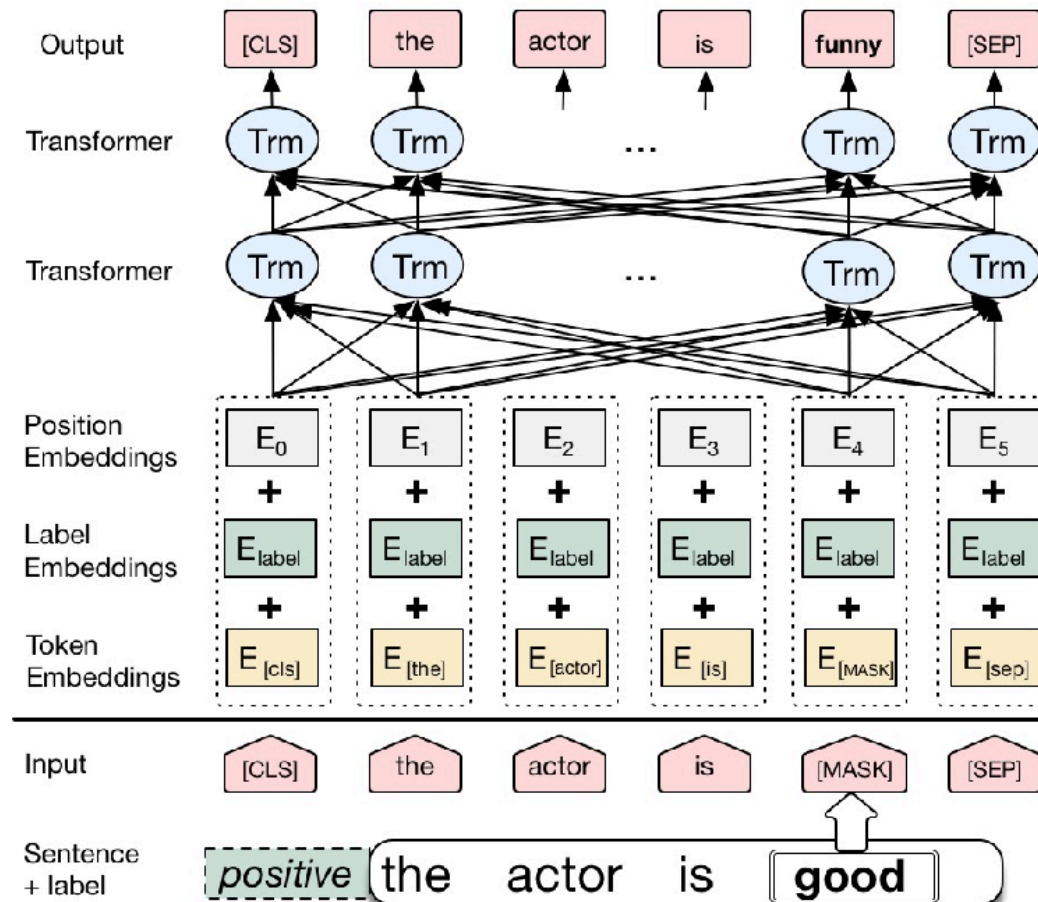 Output [CLS] the actor is funny [SEP]
Transformer Trm Trm ... Trm Trm
Transformer Trm Trm ... Trm Trm
Position
Embeddings
E0 E1 E2 E3 E4 E5
+ + + + + +
Label
Embeddings
Elabel Elabel Elabel Elabel Elabel Elabel
+ + + + + +
Token
Embeddings
E[cls] E[the] E[actor] E[is] E[MASK] E[sep]
Input [CLS] the actor is [MASK] [SEP]
Sentence
+ label
positive the actor is good